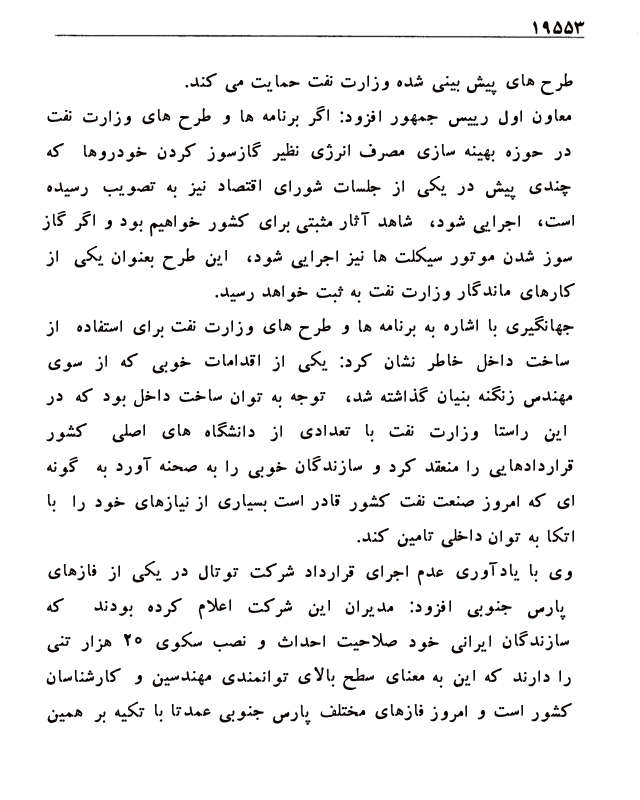 ۱۹۵۵۳
طرح های پیش بینی شده وزارت نفت حمایت می کند.
معاون اول رییس جمهور افزود: اگر برنامه ها و طرح های وزارت نفت
در حوزه بهینه سازی مصرف انرژی نظیر گازسوز کردن خودروها که
چندی پیش در یکی از جلسات شورای اقتصاد نیز به تصویب رسیده
است، اجرایی شود، شاهد آثار مثبتی برای کشور خواهیم بود و اگر گاز
سوز شدن موتور سیکلت ها نیز اجرایی شود، این طرح بعنوان یکی از
کارهای ماندگار وزارت نفت به ثبت خواهد رسید.
جهانگیری با اشاره به برنامه ها و طرح های وزارت نفت برای استفاده از
ساخت داخل خاطر نشان کرد: یکی از اقدامات خوبی که از سوی
مهندس زنگنه بنیان گذاشته شد، توجه به توان ساخت داخل بود که در
این راستا وزارت نفت با تعدادی از دانشگاه های اصلی کشور
قراردادهایی را منعقد کرد و سازندگان خوبی را به صحنه آورد به گونه
ای که امروز صنعت نفت کشور قادر است بسیاری از نیازهای خود را با
اتکا به توان داخلی تامین کند.
وی با یادآوری عدم اجرای قرارداد شرکت توتال در یکی از فازهای
پارس جنوبی افزود: مدیران این شرکت اعلام کرده بودند که
سازندگان ایرانی خود صلاحیت احداث و نصب سکوی ۲۰ هزار تنی
را دارند که این به معنای سطح بالای توانمندی مهندسین و کارشناسان
کشور است و امروز فازهای مختلف پارس جنوبی عمدتا با تکیه بر همین